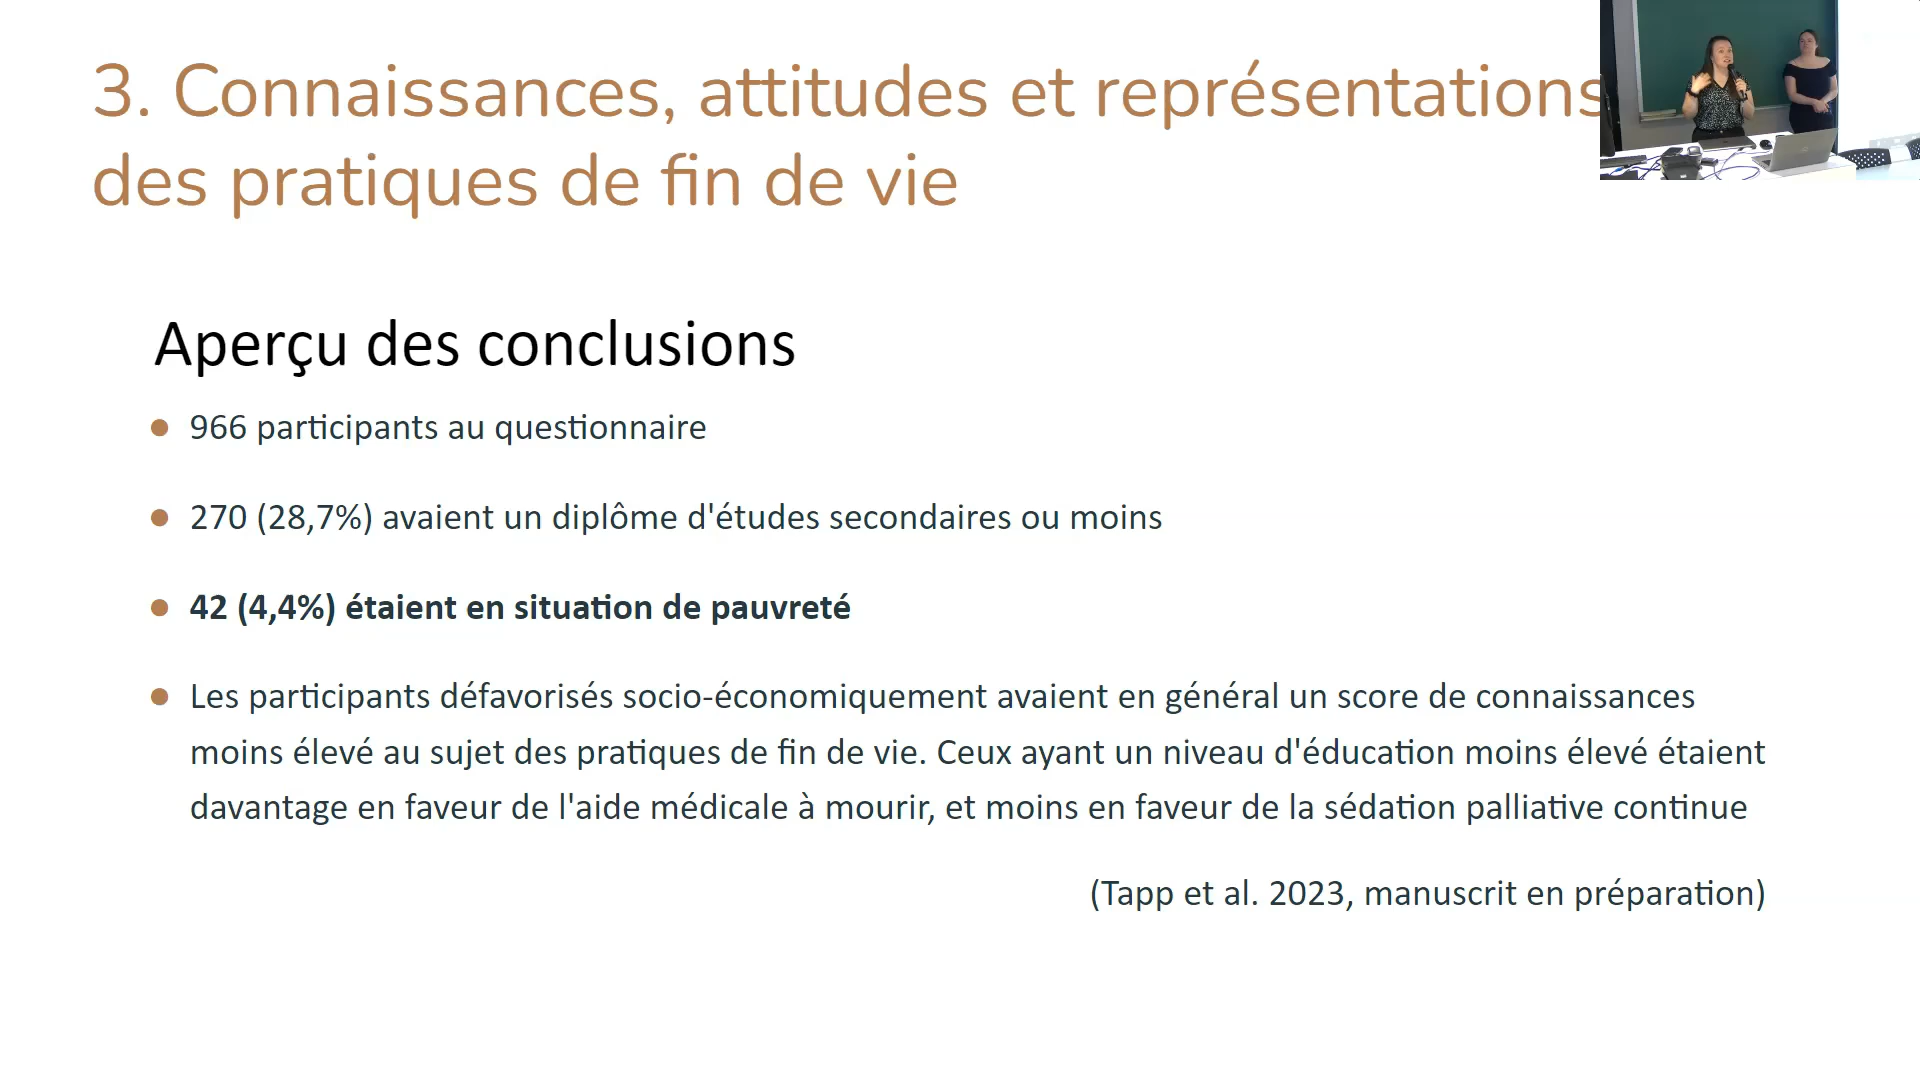 3. Connaissances, attitudes et représentations
des pratiques de fin de vie
Aperçu des conclusions
966 participants au questionnaire
270 (28,7%) avaient un diplôme d'études secondaires ou moins
42 (4,4%) étaient en situation de pauvreté
Les participants défavorisés socio-économiquement avaient en général un score de connaissances
moins élevé au sujet des pratiques de fin de vie. Ceux ayant un niveau d'éducation moins élevé étaient
davantage en faveur de l'aide médicale à mourir, et moins en faveur de la sédation palliative continue
(Tapp et al. 2023, manuscrit en préparation)